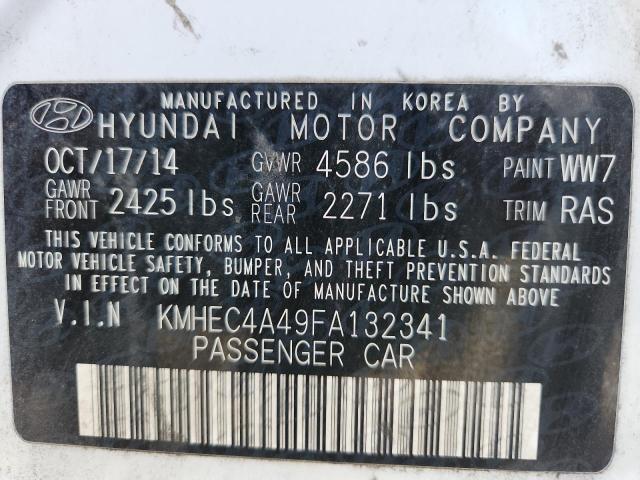 MANUFACTURED IN KOREA BY
HYUNDAI MOTOR COMPANY
OCT/17/14 GVWR 4586 lbs PAINT WW7
GAWR FRONT 2425 lbs GAWR REAR 2271 lbs TRIM RAS
THIS VEHICLE CONFORMS TO ALL APPLICABLE U.S.A. FEDERAL
MOTOR VEHICLE SAFETY, BUMPER, AND THEFT PREVENTION STANDARDS
IN EFFECT ON THE DATE OF MANUFACTURE SHOWN ABOVE
V.I.N KMHEC4A49FA132341
PASSENGER CAR